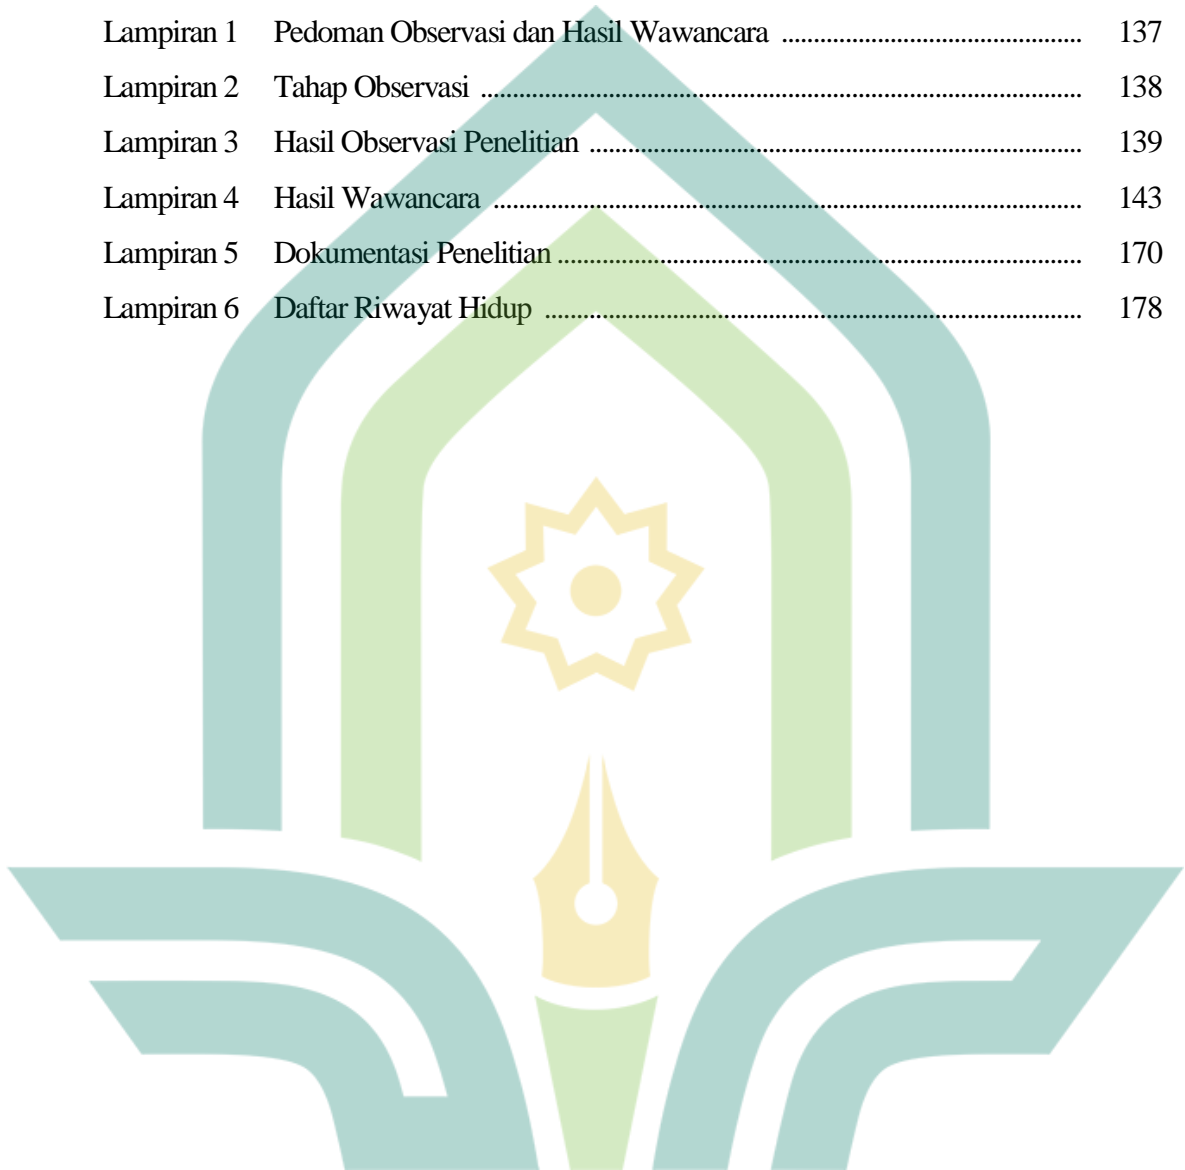 Lampiran 1 Pedoman Observasi dan Hasil Wawancara ................................................ 137
Lampiran 2 Tahap Observasi ................................................................................................ 138
Lampiran 3 Hasil Observasi Penelitian ............................................................................... 139
Lampiran 4 Hasil Wawancara .............................................................................................. 143
Lampiran 5 Dokumentasi Penelitian .................................................................................... 170
Lampiran 6 Daftar Riwayat Hidup ...................................................................................... 178